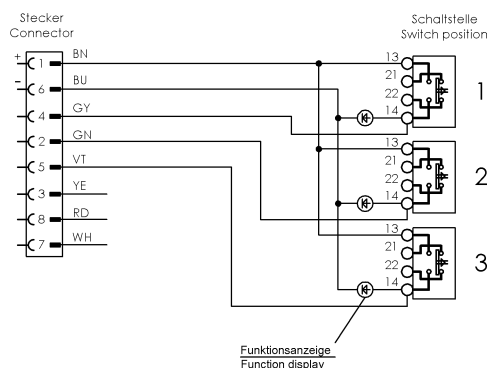 Stecker
Connector
Schaltstelle
Switch position
+ 1 BN
− 6 BU
4 GY
2 GN
5 VT
3 YE
8 RD
7 WH
13
21
22
14
1
13
21
22
14
2
13
21
22
14
3
Funktionsanzeige
Function display